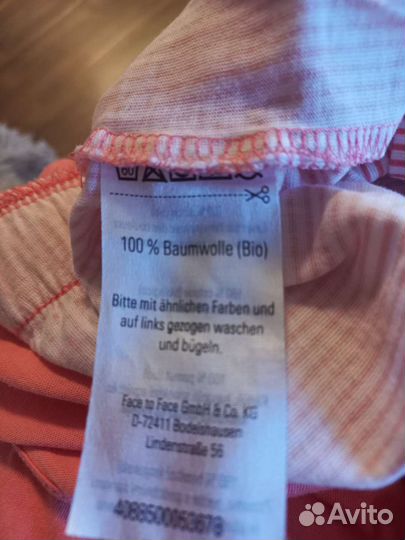 100 % Baumwolle (Bio)
Bitte mit ähnlichen Farben und
auf links gezogen waschen
und bügeln.
Face to Face GmbH & Co. KG
D-72411 Bodelshausen
Lindenstraße 56
Avito